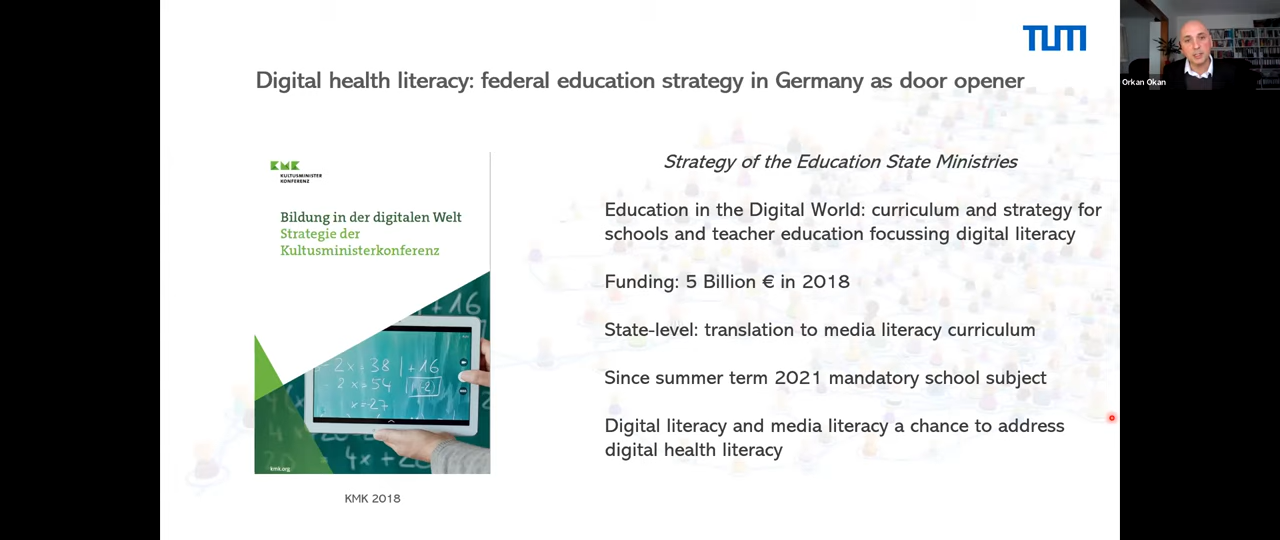 TUM
Orkan Okan
Digital health literacy: federal education strategy in Germany as door opener
KMK
KULTUSMINISTER
KONFERENZ
Bildung in der digitalen Welt
Strategie der
Kultusministerkonferenz
+16
-2x-38 | +16
-2x=54 |(-2)
x=-27
4x+20
kmk.org
KMK 2018
Strategy of the Education State Ministries
Education in the Digital World: curriculum and strategy for
schools and teacher education focussing digital literacy
Funding: 5 Billion € in 2018
State-level: translation to media literacy curriculum
Since summer term 2021 mandatory school subject
Digital literacy and media literacy a chance to address
digital health literacy